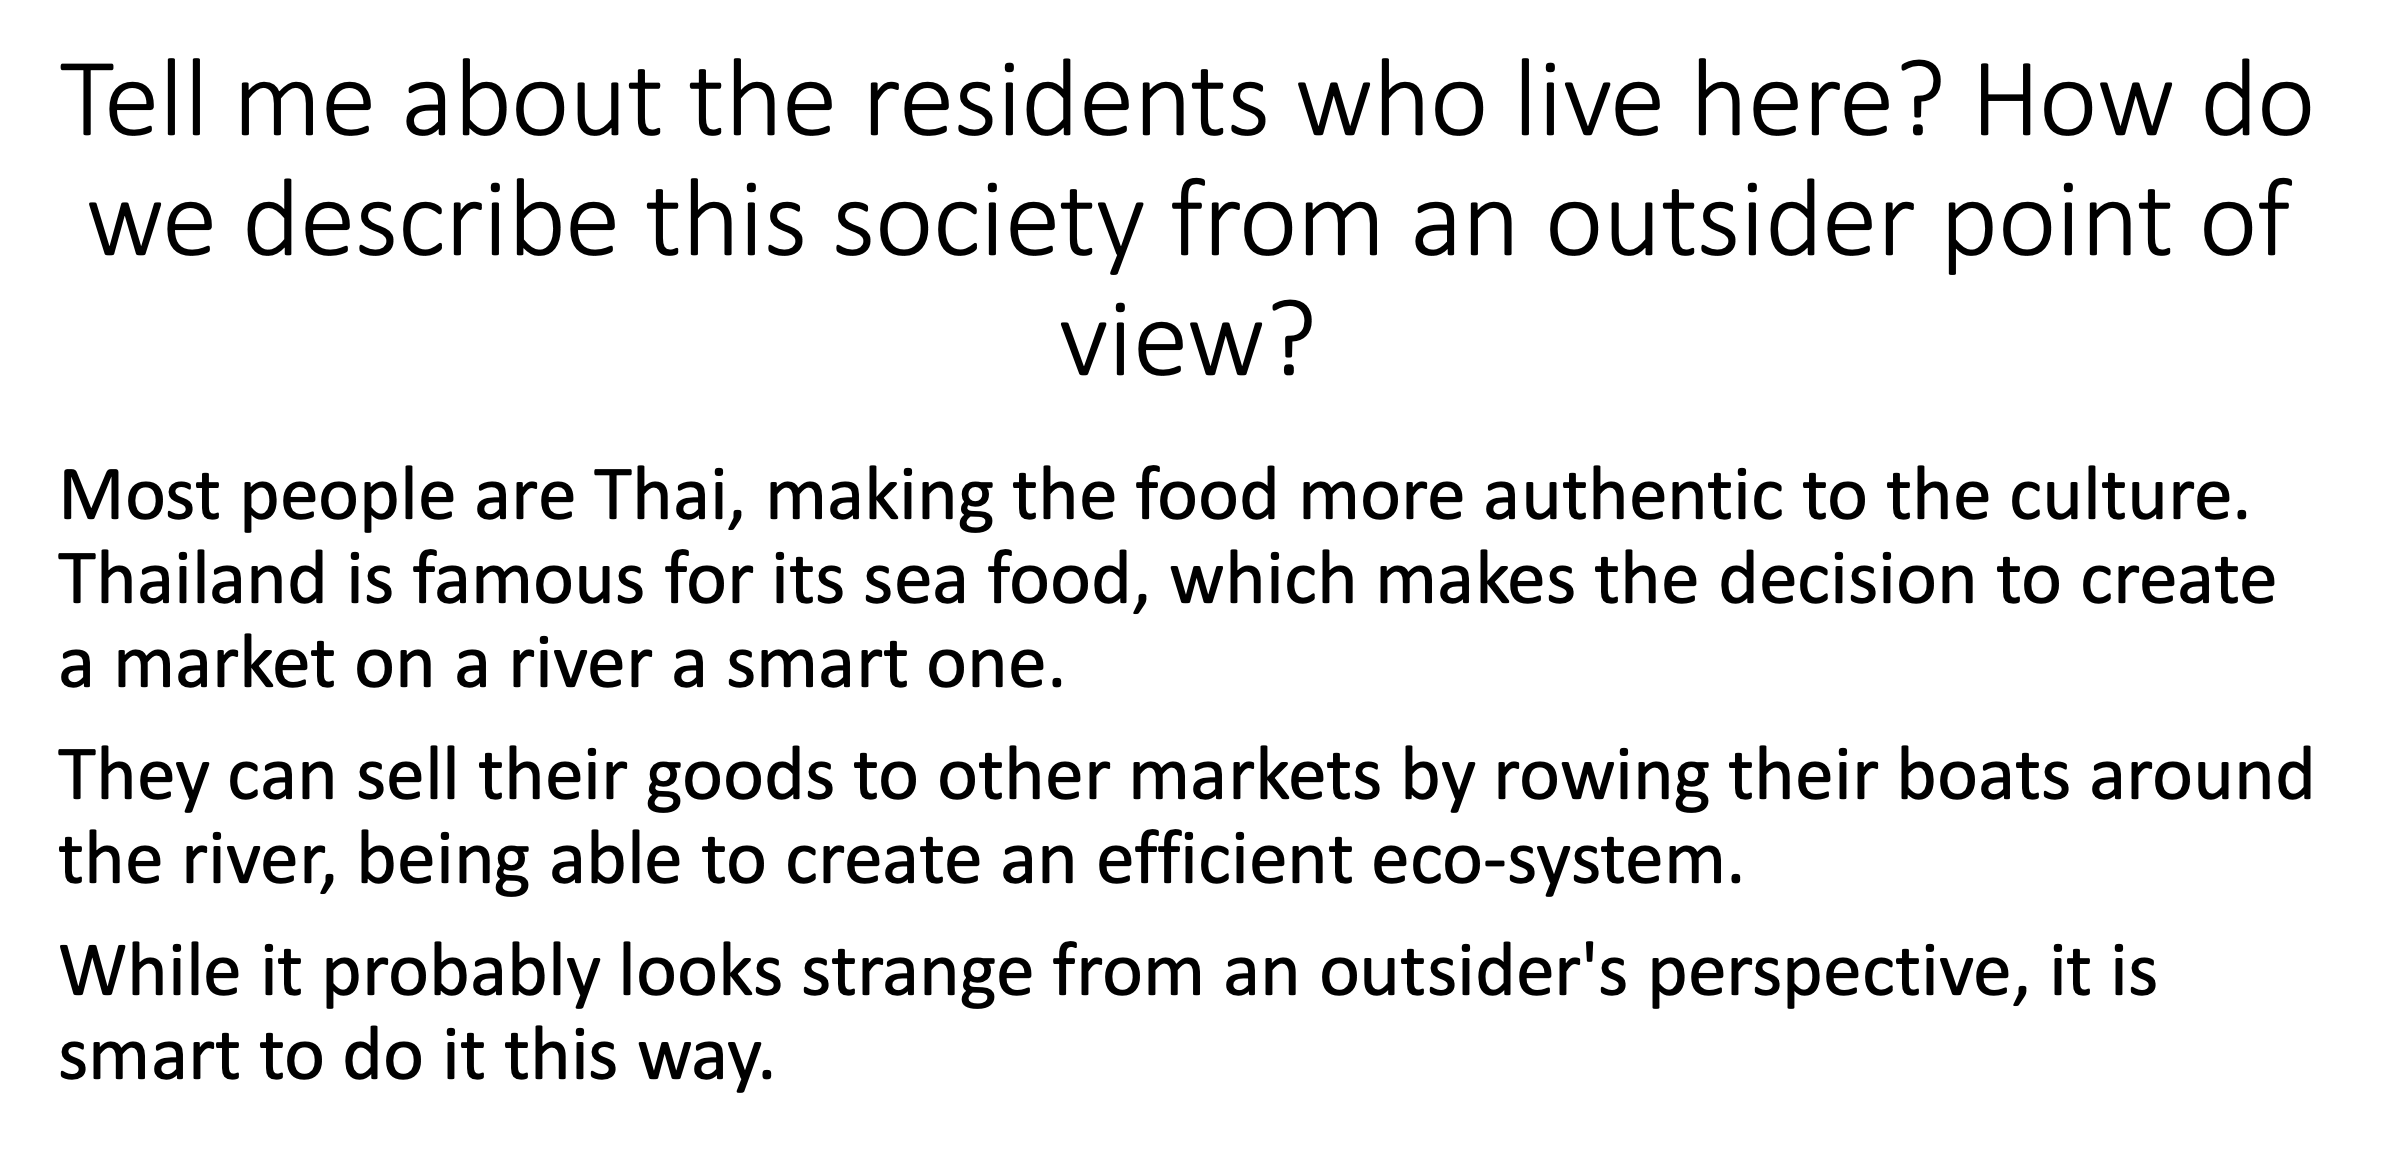 Tell me about the residents who live here? How do
we describe this society from an outsider point of
view?
Most people are Thai, making the food more authentic to the culture.
Thailand is famous for its sea food, which makes the decision to create
a market on a river a smart one.
They can sell their goods to other markets by rowing their boats around
the river, being able to create an efficient eco-system.
While it probably looks strange from an outsider's perspective, it is
smart to do it this way.